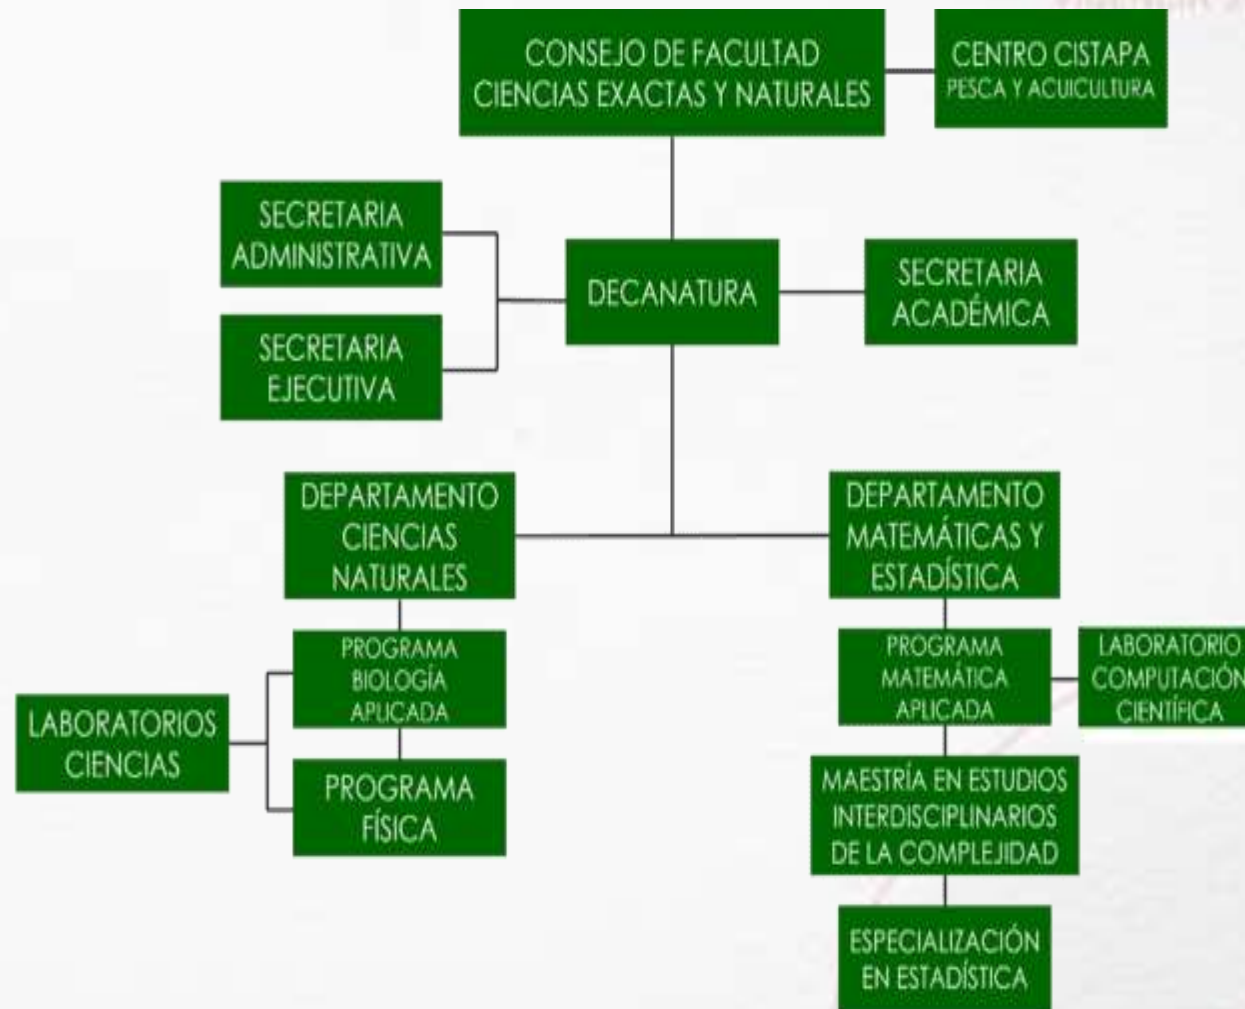 CONSEJO DE FACULTAD
CIENCIAS EXACTAS Y NATURALES
CENTRO CISTAPA
PESCA Y ACUICULTURA
SECRETARIA
ADMINISTRATIVA
DECANATURA
SECRETARIA
ACADÉMICA
SECRETARIA
EJECUTIVA
DEPARTAMENTO
CIENCIAS
NATURALES
DEPARTAMENTO
MATEMÁTICAS Y
ESTADÍSTICA
PROGRAMA
BIOLOGÍA
APLICADA
PROGRAMA
MATEMÁTICA
APLICADA
LABORATORIO
COMPUTACIÓN
CIENTÍFICA
LABORATORIOS
CIENCIAS
PROGRAMA
FÍSICA
MAESTRÍA EN ESTUDIOS
INTERDISCIPLINARIOS
DE LA COMPLEJIDAD
ESPECIALIZACIÓN
EN ESTADÍSTICA